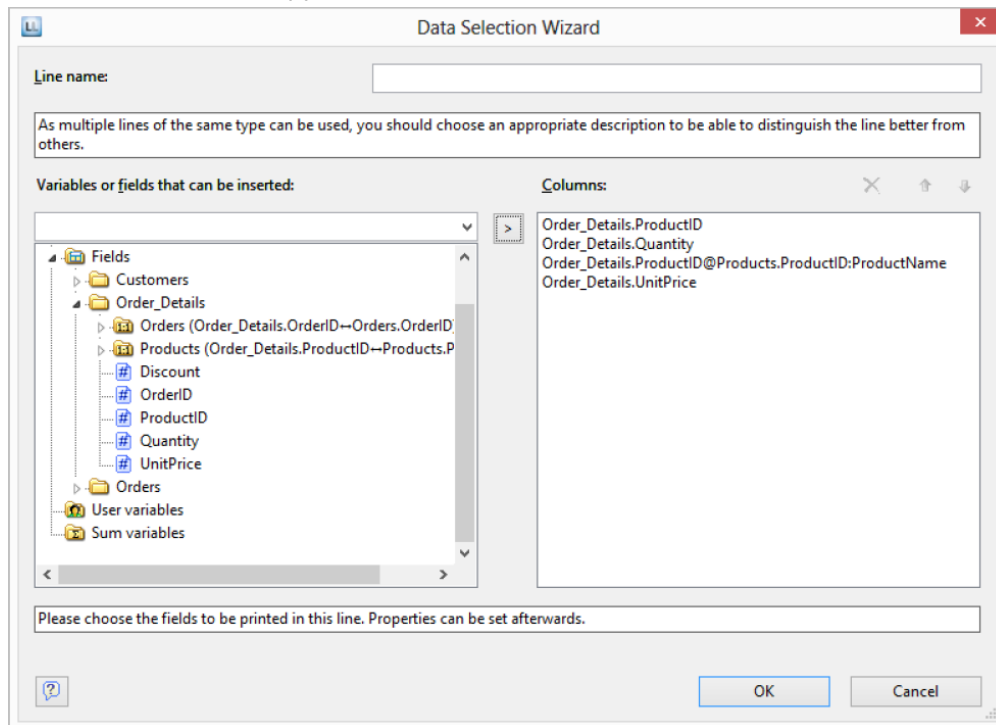 Data Selection Wizard
Line name:
As multiple lines of the same type can be used, you should choose an appropriate description to be able to distinguish the line better from
others.
Variables or fields that can be inserted:
Columns:
>
Fields
Customers
Order_Details
Orders (Order_Details.OrderID↔Orders.OrderID)
Products (Order_Details.ProductID↔Products.P
Discount
OrderID
ProductID
Quantity
UnitPrice
Orders
User variables
Sum variables
Order_Details.ProductID
Order_Details.Quantity
Order_Details.ProductID@Products.ProductID:ProductName
Order_Details.UnitPrice
Please choose the fields to be printed in this line. Properties can be set afterwards.
OK
Cancel